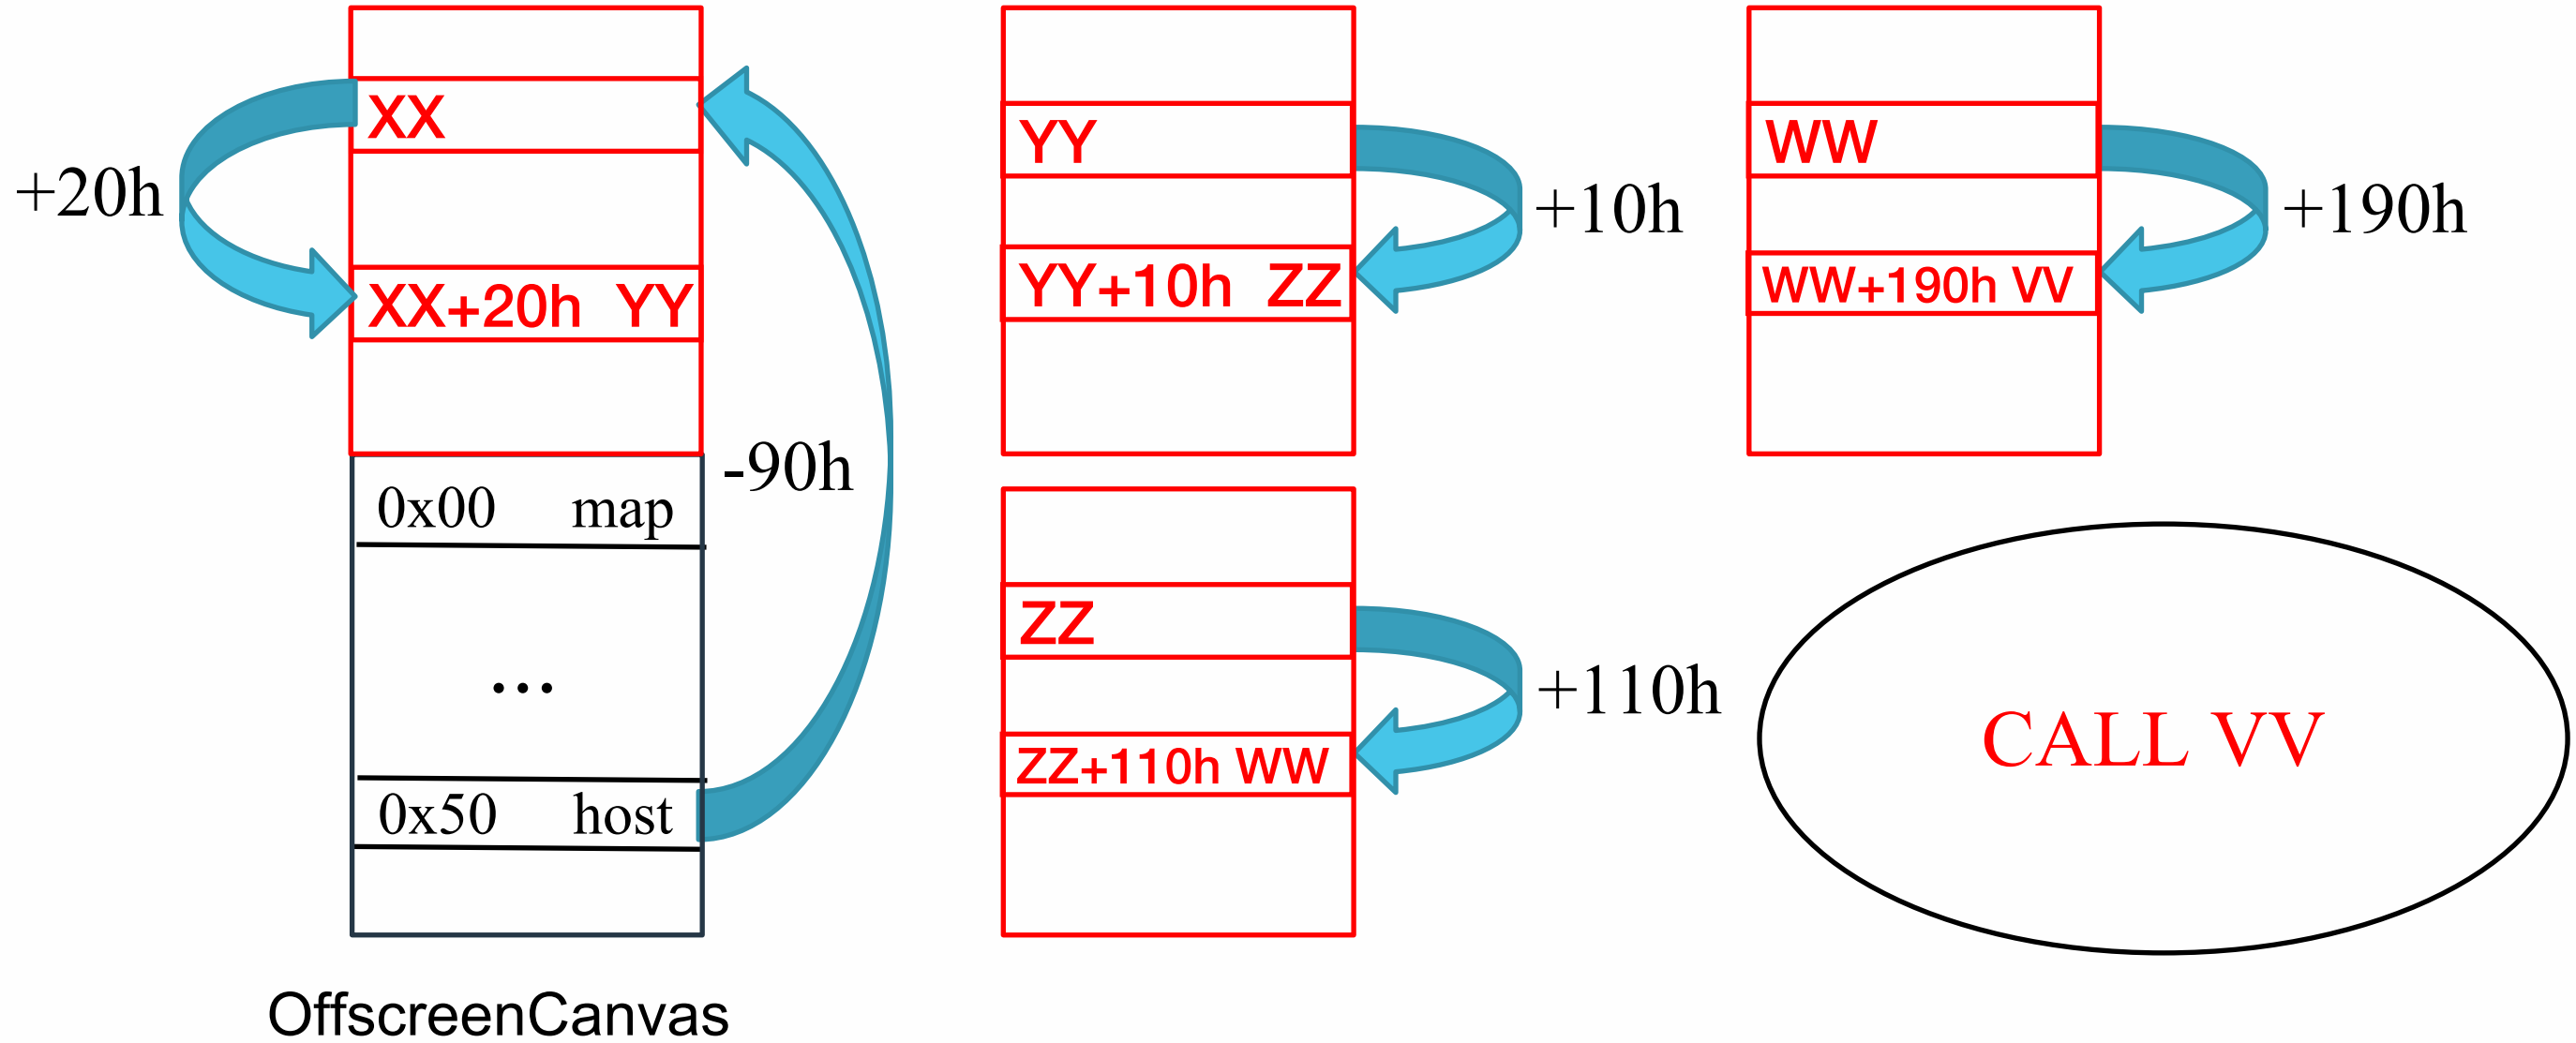 XX
+20h
XX+20h YY
-90h
0x00 map
...
0x50 host
OffscreenCanvas
YY
+10h
YY+10h ZZ
ZZ
+110h
ZZ+110h WW
WW
+190h
WW+190h VV
CALL VV